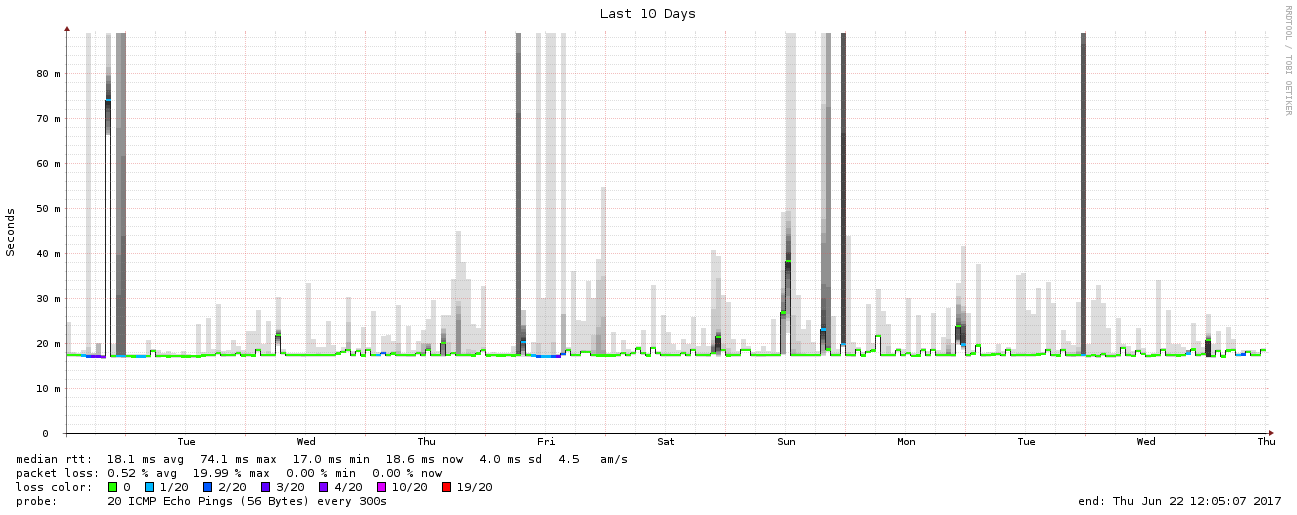 Last 10 Days
RRDTOOL / TOBI OETIKER
Seconds
80 m
70 m
60 m
50 m
40 m
30 m
20 m
10 m
0
Tue Wed Thu Fri Sat Sun Mon Tue Wed Thu
median rtt: 18.1 ms avg 74.1 ms max 17.0 ms min 18.6 ms now 4.0 ms sd 4.5 am/s
packet loss: 0.52 % avg 19.99 % max 0.00 % min 0.00 % now
loss color: 0 1/20 2/20 3/20 4/20 10/20 19/20
probe: 20 ICMP Echo Pings (56 Bytes) every 300s end: Thu Jun 22 12:05:07 2017